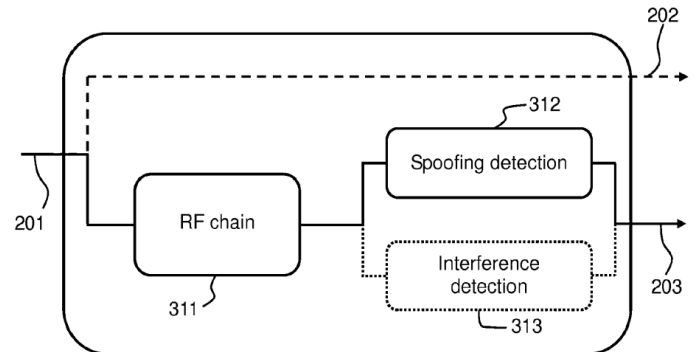 202
312
Spoofing detection
201
RF chain
Interference
detection
203
311
313